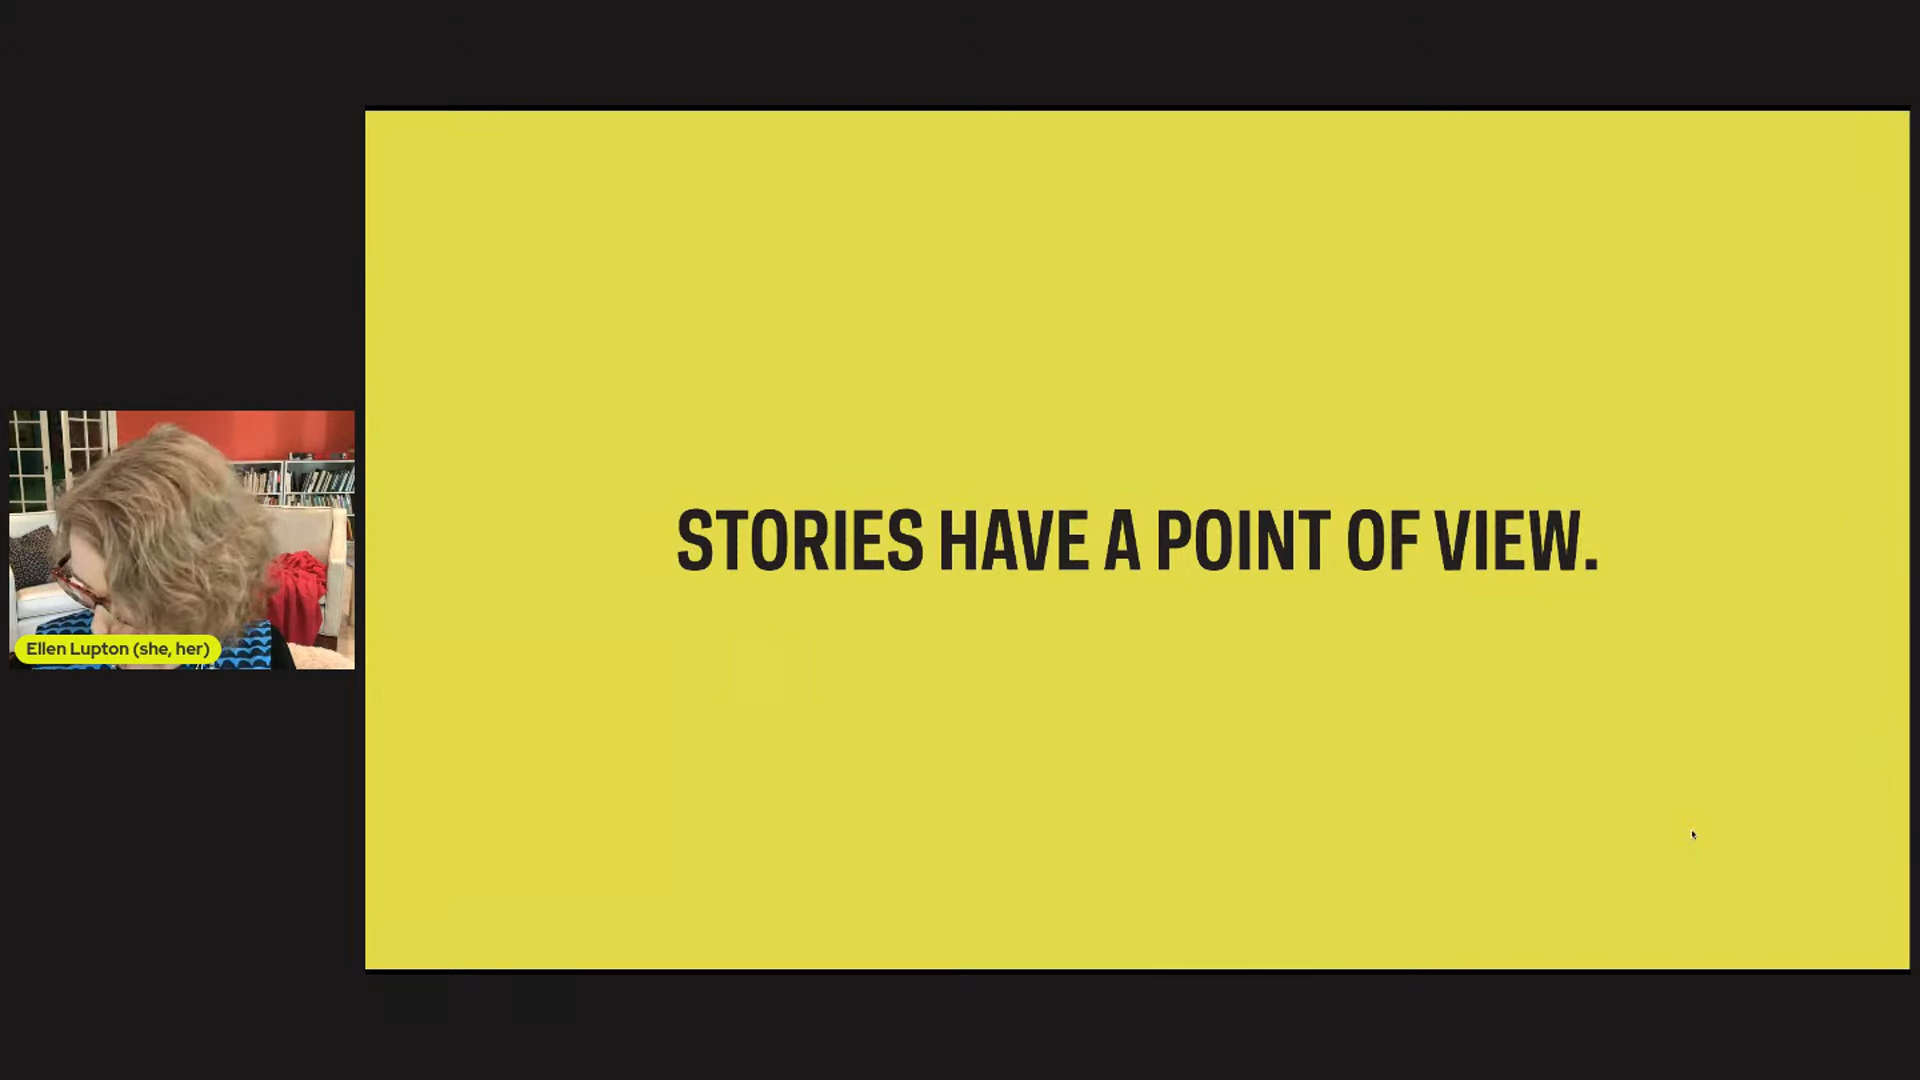 STORIES HAVE A POINT OF VIEW.
Ellen Lupton (she, her)